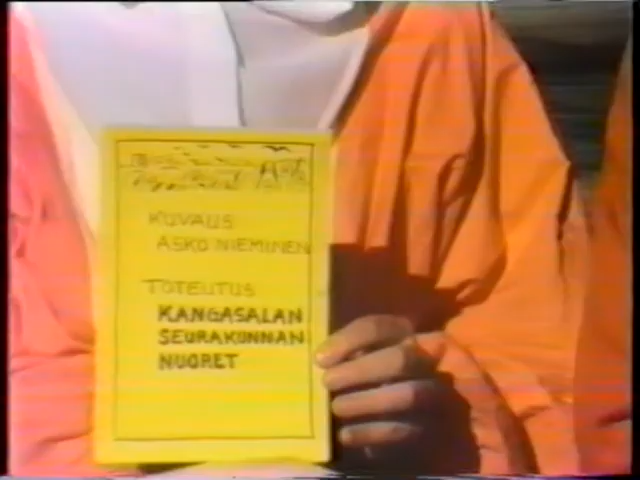 KUVAUS
ASKO NIEMINEN
TOTEUTUS
KANGASALAN
SEURAKUNNAN
NUORET